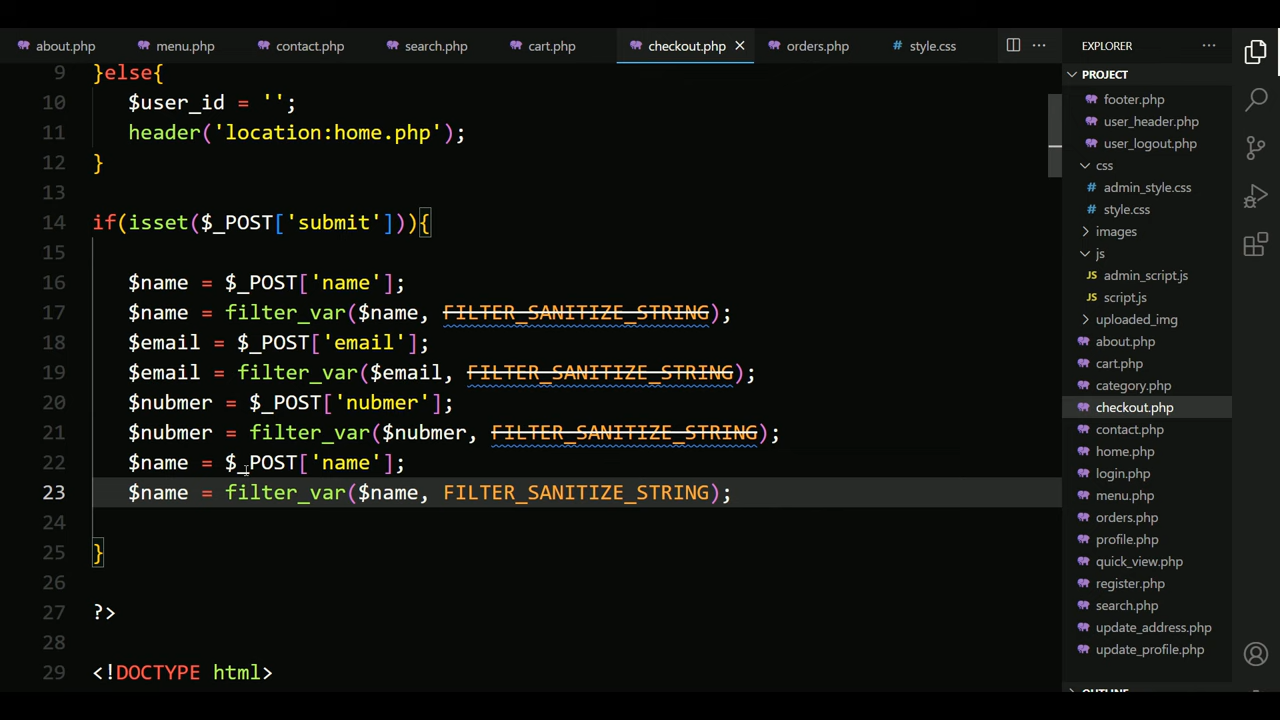 about.php menu.php contact.php search.php cart.php checkout.php × orders.php # style.css ··· EXPLORER ···
PROJECT
footer.php
user_header.php
user_logout.php
css
# admin_style.css
# style.css
images
js
JS admin_script.js
JS script.js
uploaded_img
about.php
cart.php
category.php
checkout.php
contact.php
home.php
login.php
menu.php
orders.php
profile.php
quick_view.php
register.php
search.php
update_address.php
update_profile.php
OUTLINE
9 }else{
10 $user_id = '';
11 header('location:home.php');
12 }
13
14 if(isset($_POST['submit'])){
15
16 $name = $_POST['name'];
17 $name = filter_var($name, FILTER_SANITIZE_STRING);
18 $email = $_POST['email'];
19 $email = filter_var($email, FILTER_SANITIZE_STRING);
20 $nubmer = $_POST['nubmer'];
21 $nubmer = filter_var($nubmer, FILTER_SANITIZE_STRING);
22 $name = $_POST['name'];
23 $name = filter_var($name, FILTER_SANITIZE_STRING);
24
25 }
26
27 ?>
28
29 <!DOCTYPE html>